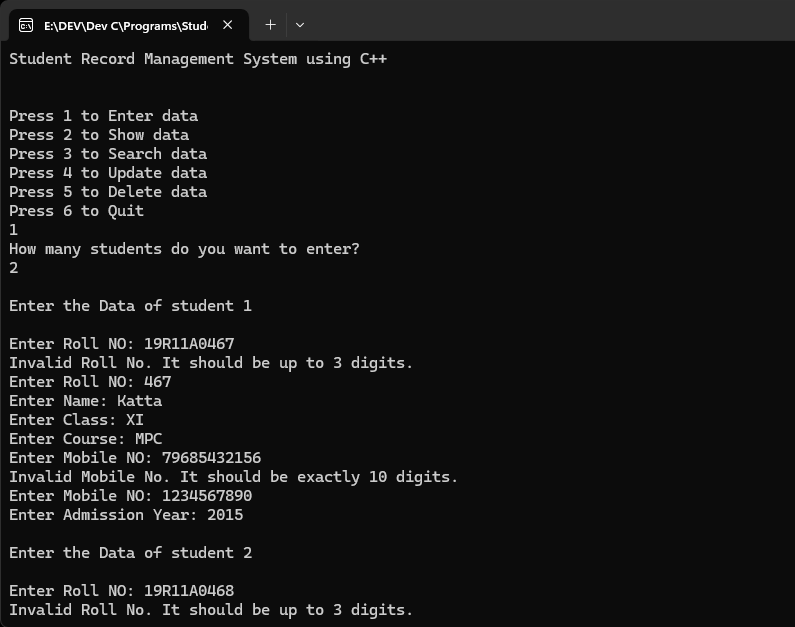 E:\DEV\Dev C\Programs\Stud
Student Record Management System using C++
Press 1 to Enter data
Press 2 to Show data
Press 3 to Search data
Press 4 to Update data
Press 5 to Delete data
Press 6 to Quit
1
How many students do you want to enter?
2
Enter the Data of student 1
Enter Roll NO: 19R11A0467
Invalid Roll No. It should be up to 3 digits.
Enter Roll NO: 467
Enter Name: Katta
Enter Class: XI
Enter Course: MPC
Enter Mobile NO: 79685432156
Invalid Mobile No. It should be exactly 10 digits.
Enter Mobile NO: 1234567890
Enter Admission Year: 2015
Enter the Data of student 2
Enter Roll NO: 19R11A0468
Invalid Roll No. It should be up to 3 digits.